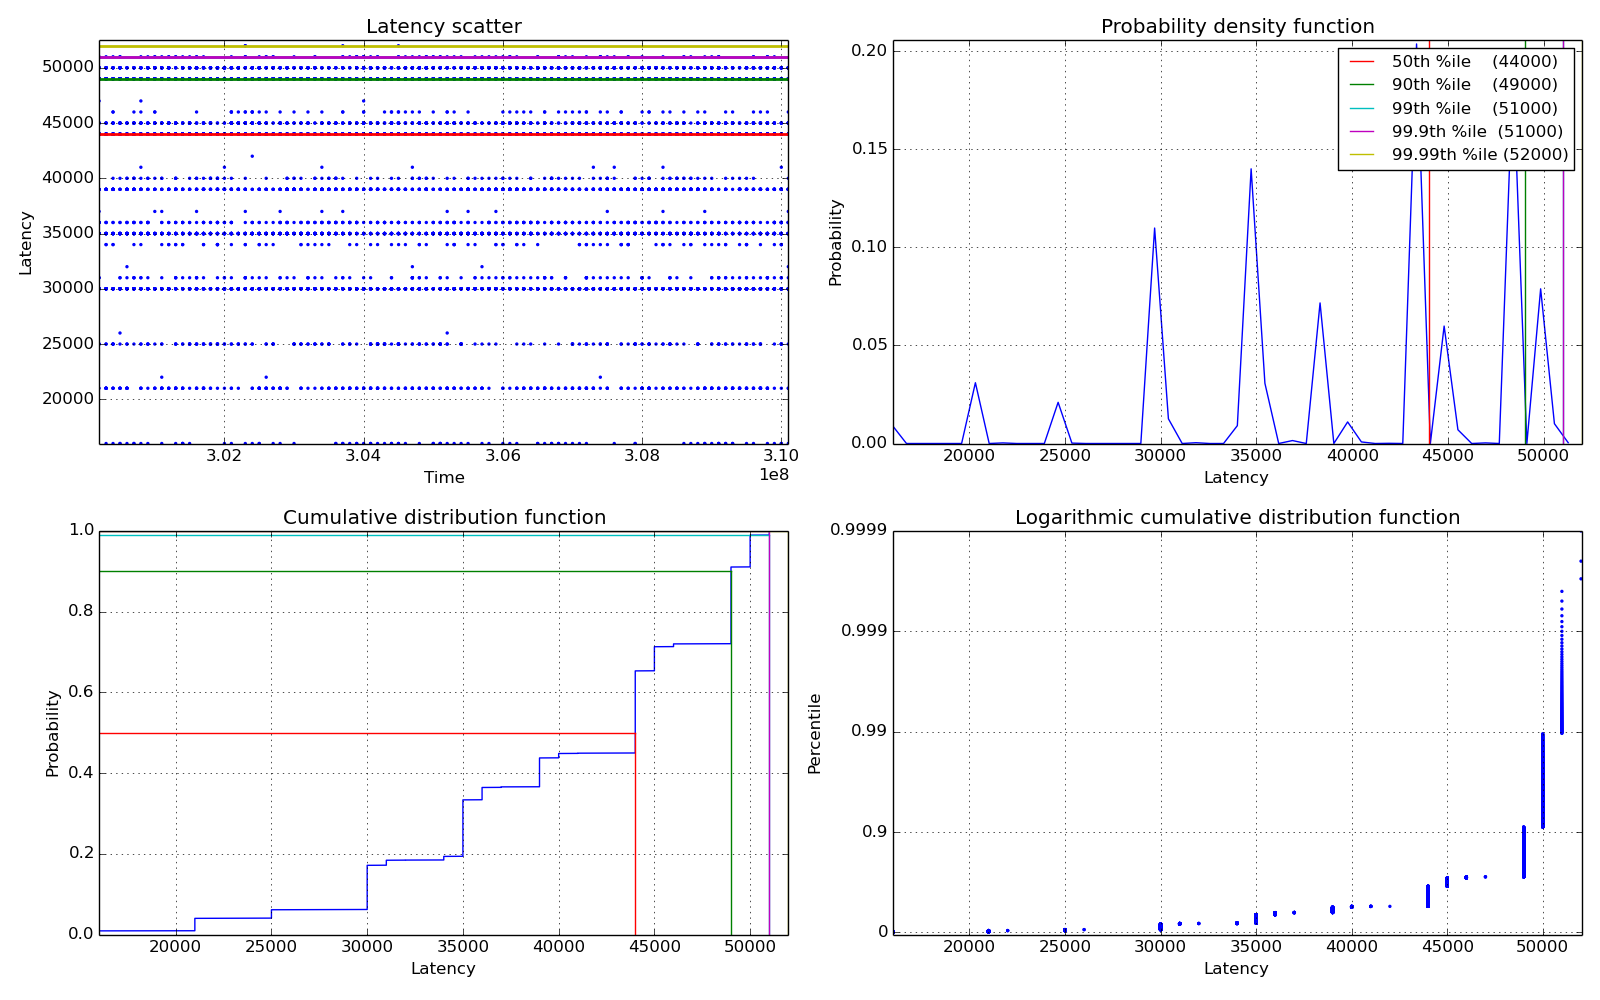 Latency scatter
50000
45000
40000
35000
30000
25000
20000
Latency
3.02
3.04
3.06
3.08
3.10
1e8
Time
Probability density function
0.20
0.15
0.10
0.05
0.00
Probability
50th %ile (44000)
90th %ile (49000)
99th %ile (51000)
99.9th %ile (51000)
99.99th %ile (52000)
20000
25000
30000
35000
40000
45000
50000
Latency
Cumulative distribution function
1.0
0.8
0.6
0.4
0.2
0.0
Probability
20000
25000
30000
35000
40000
45000
50000
Latency
Logarithmic cumulative distribution function
0.9999
0.999
0.99
0.9
0
Percentile
20000
25000
30000
35000
40000
45000
50000
Latency